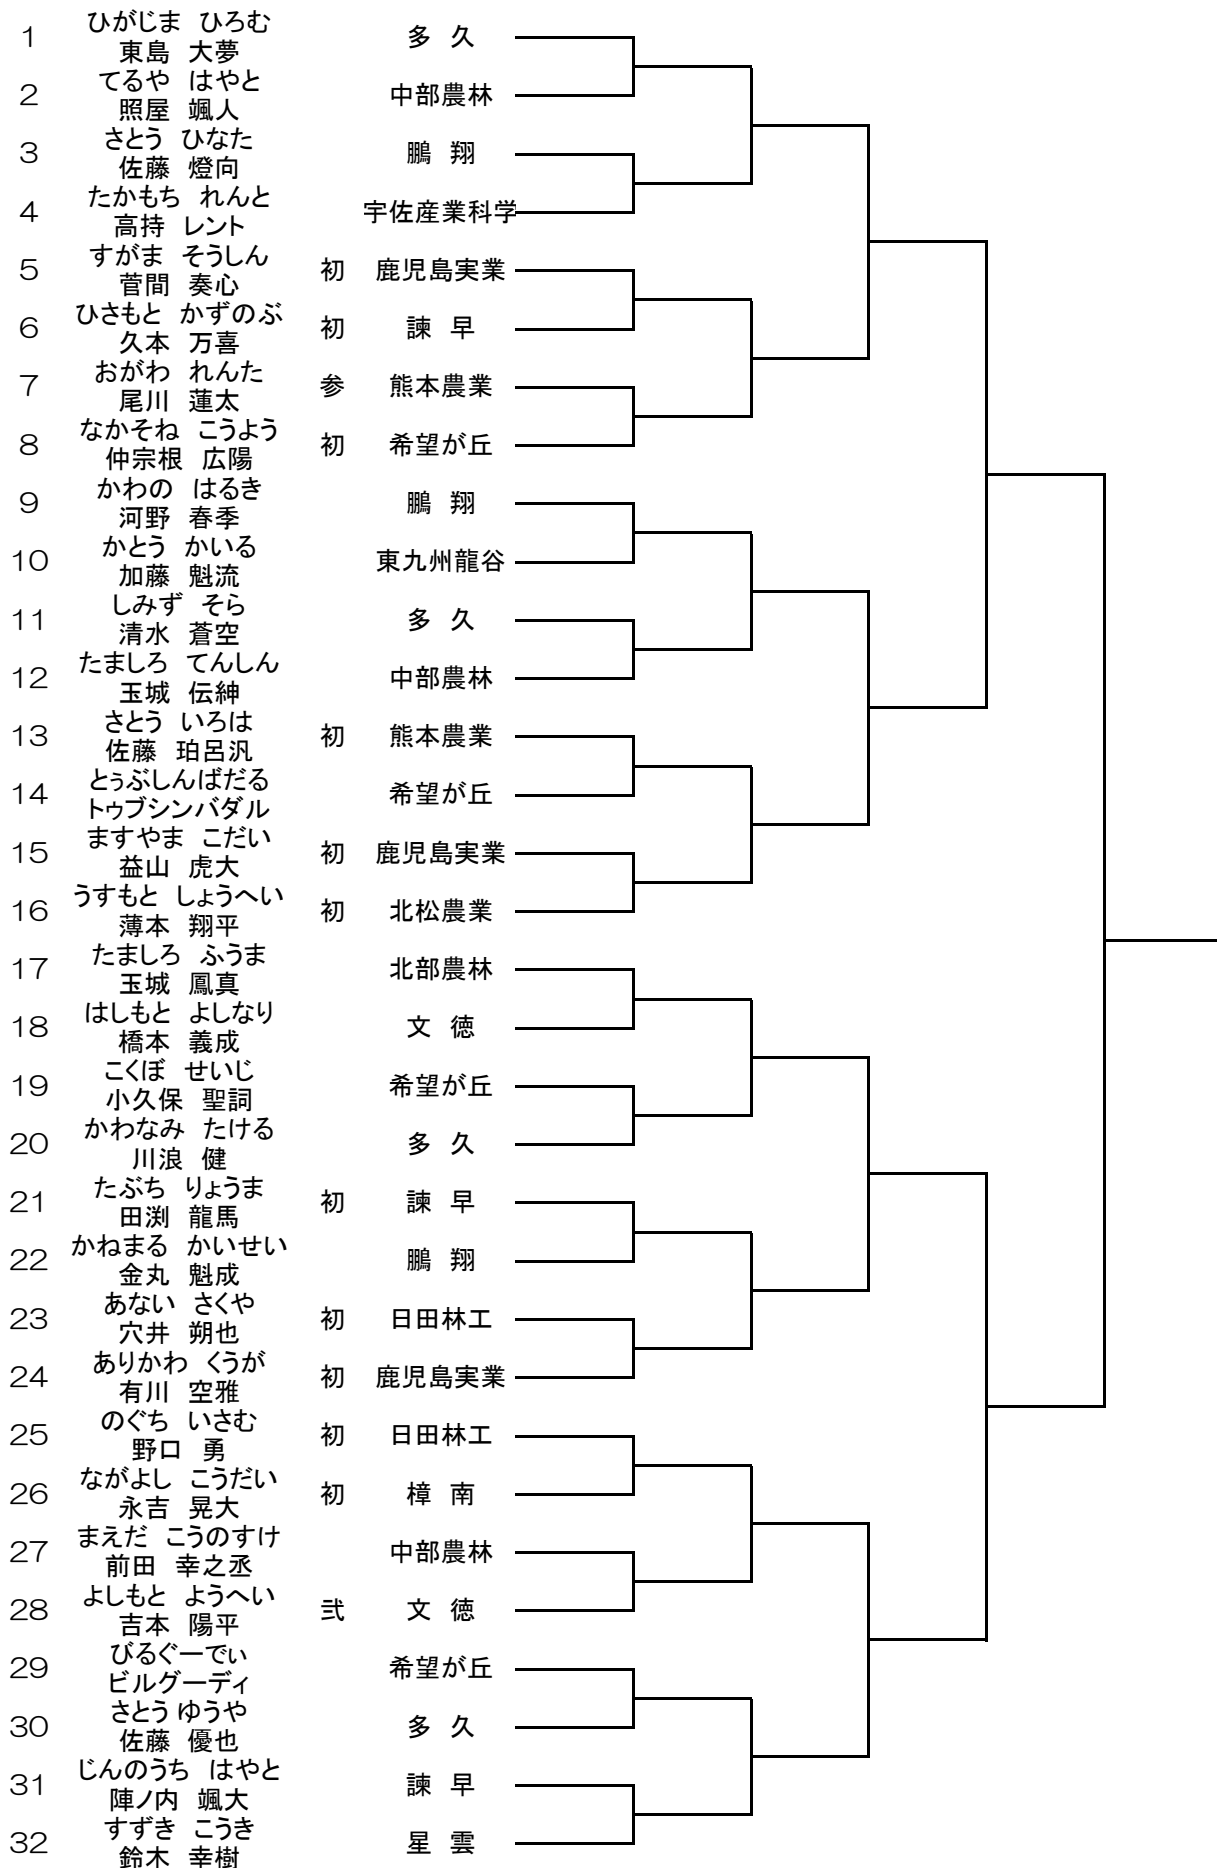 ひがじま ひろむ
1 多 久
東島 大夢
てるや はやと
2 中部農林
照屋 颯人
さとう ひなた
3 鵬 翔
佐藤 燈向
たかもち れんと
4 宇佐産業科学
高持 レント
すがま そうしん
5 初 鹿児島実業
菅間 奏心
ひさもと かずのぶ
6 初 諫 早
久本 万喜
おがわ れんた
7 参 熊本農業
尾川 蓮太
なかそね こうよう
8 初 希望が丘
仲宗根 広陽
かわの はるき
9 鵬 翔
河野 春季
かとう かいる
10 東九州龍谷
加藤 魁流
しみず そら
11 多 久
清水 蒼空
たましろ てんしん
12 中部農林
玉城 伝紳
さとう いろは
13 初 熊本農業
佐藤 珀呂汎
とぅぶしんばだる
14 希望が丘
トゥブシンバダル
ますやま こだい
15 初 鹿児島実業
益山 虎大
うすもと しょうへい
16 初 北松農業
薄本 翔平
たましろ ふうま
17 北部農林
玉城 鳳真
はしもと よしなり
18 文 徳
橋本 義成
こくぼ せいじ
19 希望が丘
小久保 聖詞
かわなみ たける
20 多 久
川浪 健
たぶち りょうま
21 初 諫 早
田渕 龍馬
かねまる かいせい
22 鵬 翔
金丸 魁成
あない さくや
23 初 日田林工
穴井 朔也
ありかわ くうが
24 初 鹿児島実業
有川 空雅
のぐち いさむ
25 初 日田林工
野口 勇
ながよし こうだい
26 初 樟 南
永吉 晃大
まえだ こうのすけ
27 中部農林
前田 幸之丞
よしもと ようへい
28 弐 文 徳
吉本 陽平
びるぐーでぃ
29 希望が丘
ビルグーディ
さとう ゆうや
30 多 久
佐藤 優也
じんのうち はやと
31 諫 早
陣ノ内 颯大
すずき こうき
32 星 雲
鈴木 幸樹